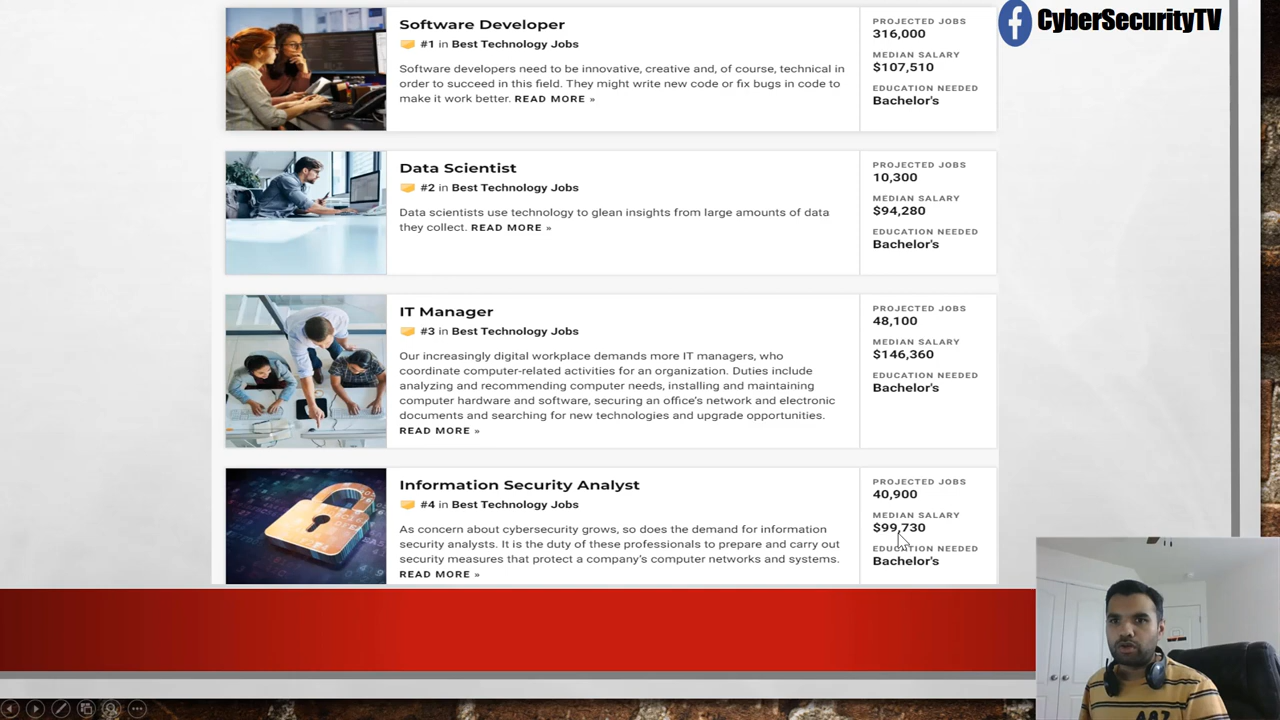 CyberSecurityTV
Software Developer
#1 in Best Technology Jobs
Software developers need to be innovative, creative and, of course, technical in
order to succeed in this field. They might write new code or fix bugs in code to
make it work better. READ MORE »
PROJECTED JOBS
316,000
MEDIAN SALARY
$107,510
EDUCATION NEEDED
Bachelor's
Data Scientist
#2 in Best Technology Jobs
Data scientists use technology to glean insights from large amounts of data
they collect. READ MORE »
PROJECTED JOBS
10,300
MEDIAN SALARY
$94,280
EDUCATION NEEDED
Bachelor's
IT Manager
#3 in Best Technology Jobs
Our increasingly digital workplace demands more IT managers, who
coordinate computer-related activities for an organization. Duties include
analyzing and recommending computer needs, installing and maintaining
computer hardware and software, securing an office's network and electronic
documents and searching for new technologies and upgrade opportunities.
READ MORE »
PROJECTED JOBS
48,100
MEDIAN SALARY
$146,360
EDUCATION NEEDED
Bachelor's
Information Security Analyst
#4 in Best Technology Jobs
As concern about cybersecurity grows, so does the demand for information
security analysts. It is the duty of these professionals to prepare and carry out
security measures that protect a company's computer networks and systems.
READ MORE »
PROJECTED JOBS
40,900
MEDIAN SALARY
$99,730
EDUCATION NEEDED
Bachelor's